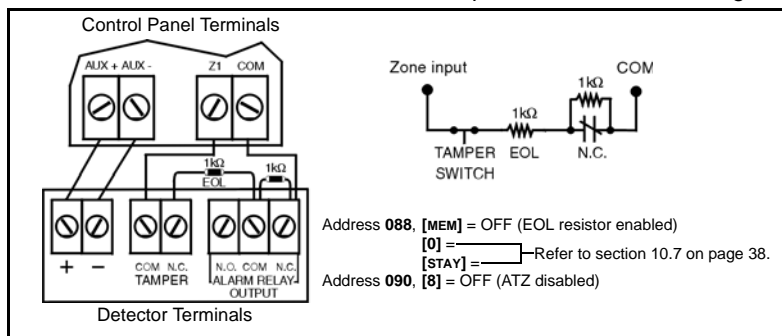 Control Panel Terminals
AUX + AUX -
Z1 COM
1kΩ
EOL
1kΩ
+ -
COM N.C.
TAMPER
N.O. COM N.C.
ALARM RELAY
OUTPUT
Detector Terminals
Zone input
COM
1kΩ
1kΩ
TAMPER
SWITCH
EOL
N.C.
Address 088, [MEM] = OFF (EOL resistor enabled)
[0] =
[STAY] =
Refer to section 10.7 on page 38.
Address 090, [8] = OFF (ATZ disabled)